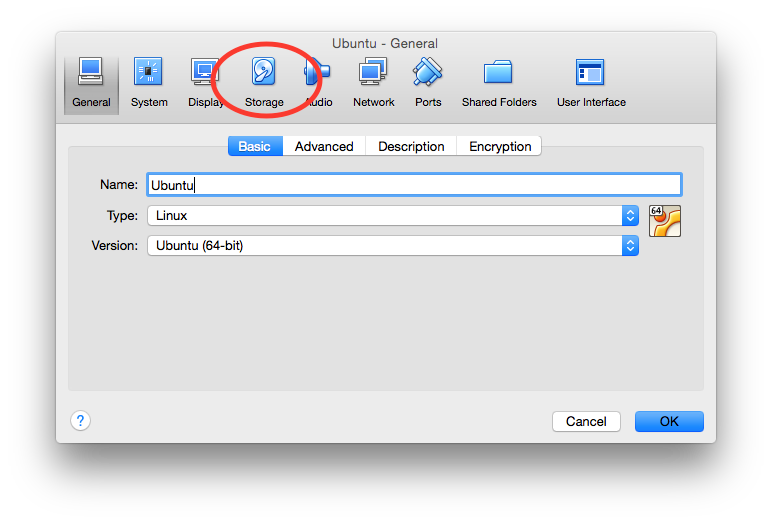 Ubuntu - General
General System Display Storage Audio Network Ports Shared Folders User Interface
Basic Advanced Description Encryption
Name: Ubuntu
Type: Linux
64
Version: Ubuntu (64-bit)
? Cancel OK